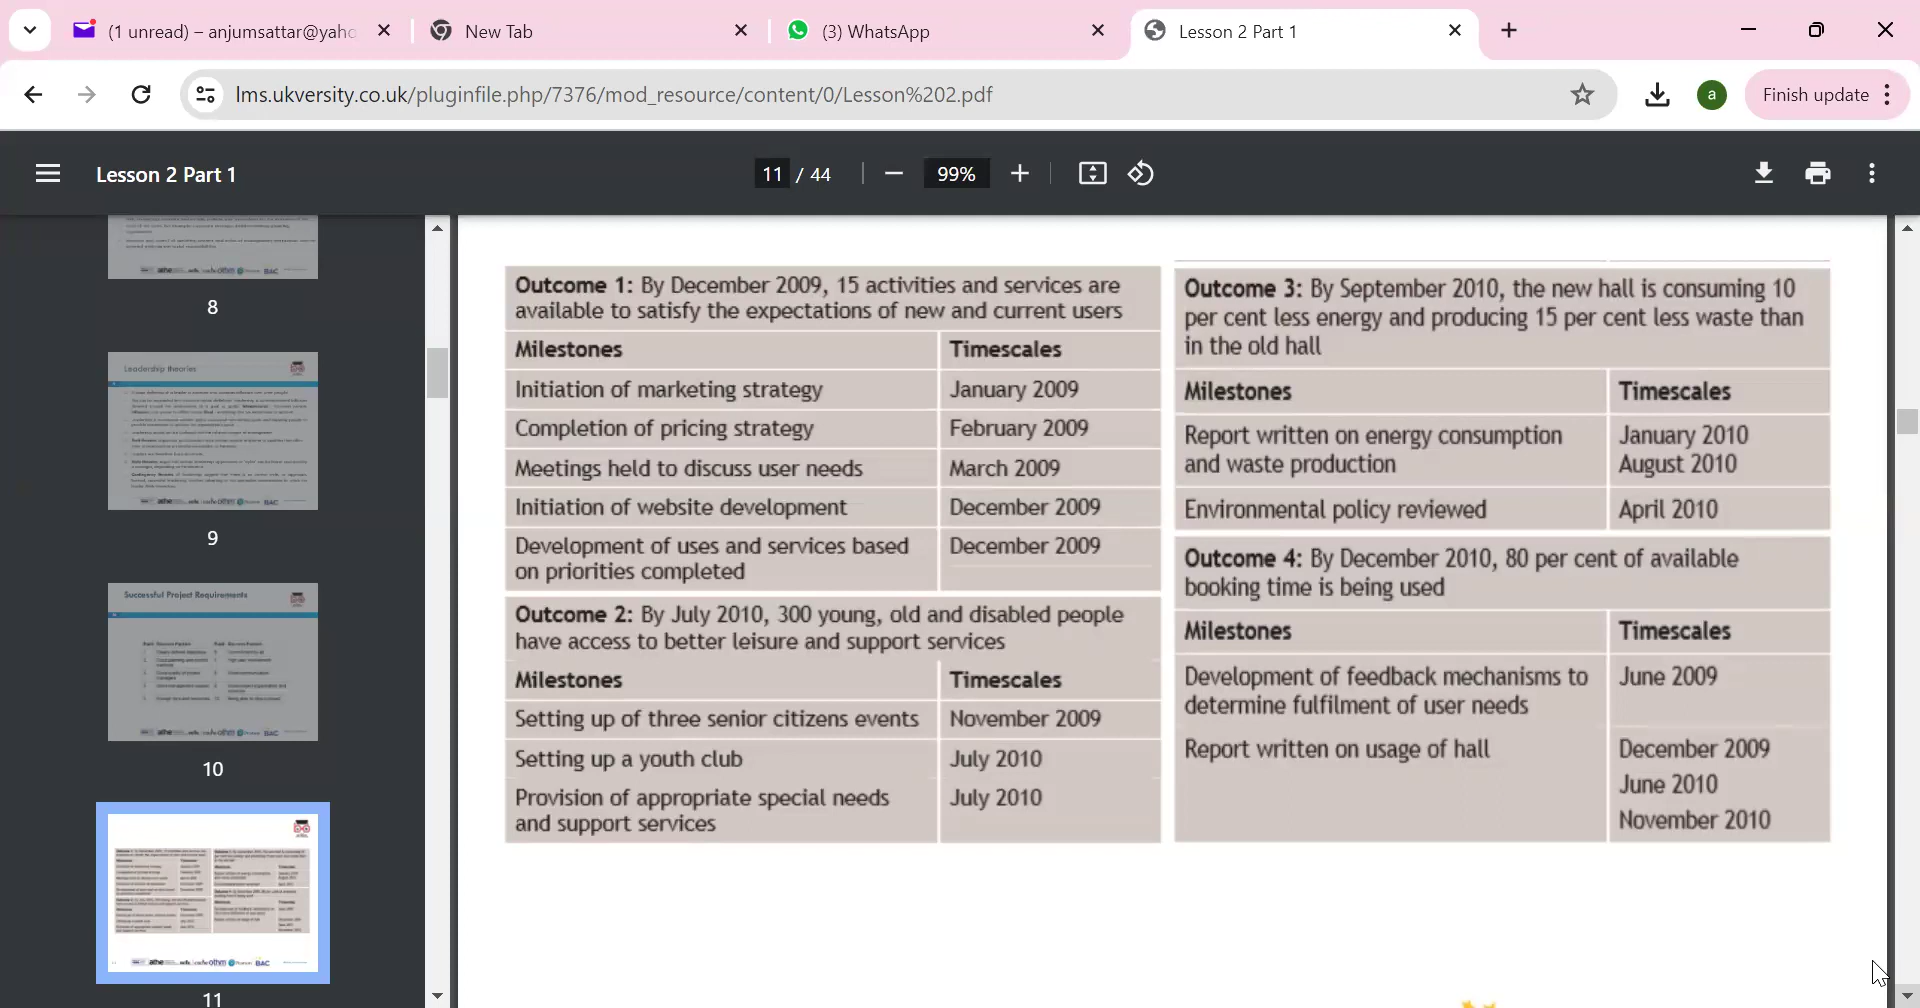 (1 unread) – anjumsattar@yaho
New Tab
(3) WhatsApp
Lesson 2 Part 1
lms.ukversity.co.uk/pluginfile.php/7376/mod_resource/content/0/Lesson%202.pdf
a
Finish update
Lesson 2 Part 1
11 / 44
99%
8
Leadership theories
9
Successful Project Requirements
10
11
Outcome 1: By December 2009, 15 activities and services are
available to satisfy the expectations of new and current users
Milestones Timescales
Initiation of marketing strategy January 2009
Completion of pricing strategy February 2009
Meetings held to discuss user needs March 2009
Initiation of website development December 2009
Development of uses and services based December 2009
on priorities completed
Outcome 2: By July 2010, 300 young, old and disabled people
have access to better leisure and support services
Milestones Timescales
Setting up of three senior citizens events November 2009
Setting up a youth club July 2010
Provision of appropriate special needs July 2010
and support services
Outcome 3: By September 2010, the new hall is consuming 10
per cent less energy and producing 15 per cent less waste than
in the old hall
Milestones Timescales
Report written on energy consumption January 2010
and waste production August 2010
Environmental policy reviewed April 2010
Outcome 4: By December 2010, 80 per cent of available
booking time is being used
Milestones Timescales
Development of feedback mechanisms to June 2009
determine fulfilment of user needs
Report written on usage of hall December 2009
June 2010
November 2010